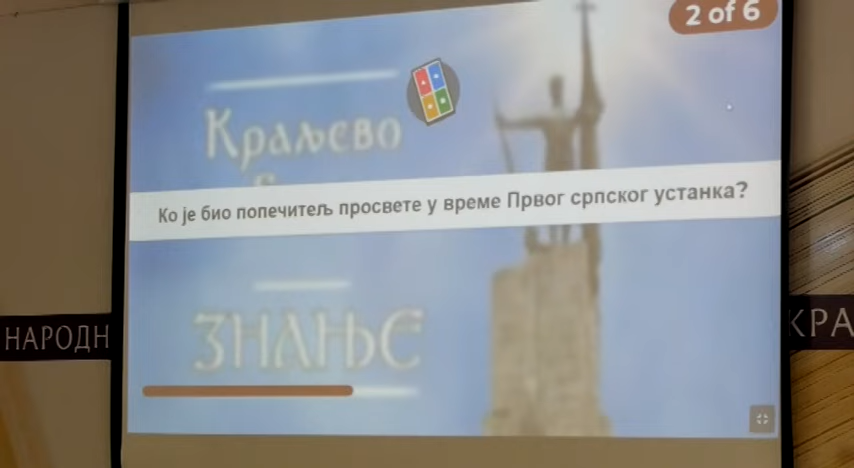 2 of 6
Краљево
Ко је био попечитељ просвете у време Првог српског устанка?
ЗНАЊЕ
НАРОДН
КРА